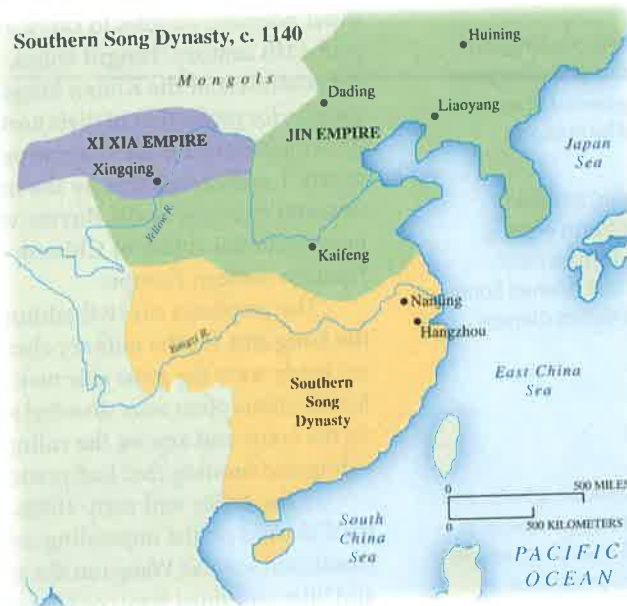 Southern Song Dynasty, c. 1140
Huining
Mongols
Dading
Liaoyang
XI XIA EMPIRE
JIN EMPIRE
Japan
Sea
Xingqing
Yellow R.
Kaifeng
Nanjing
Hangzhou
Yangzi R.
East China
Sea
Southern
Song
Dynasty
0 500 MILES
0 500 KILOMETERS
South
China
Sea
PACIFIC
OCEAN